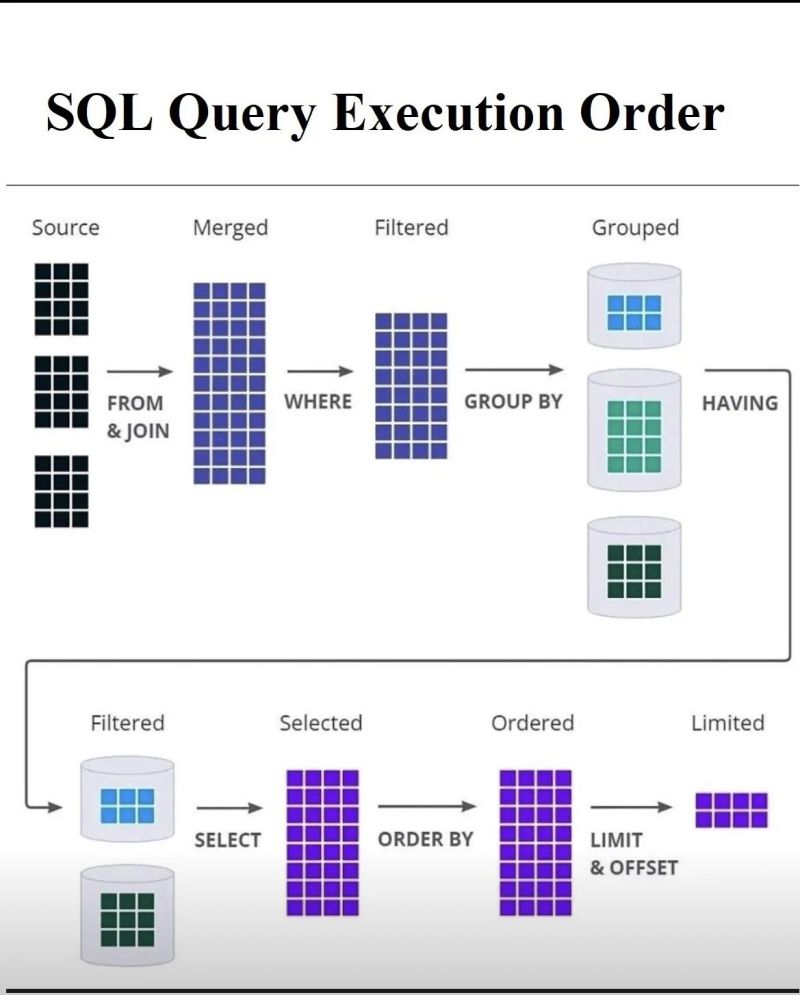 SQL Query Execution Order
Source
Merged
Filtered
Grouped
FROM
& JOIN
WHERE
GROUP BY
HAVING
Filtered
Selected
Ordered
Limited
SELECT
ORDER BY
LIMIT
& OFFSET